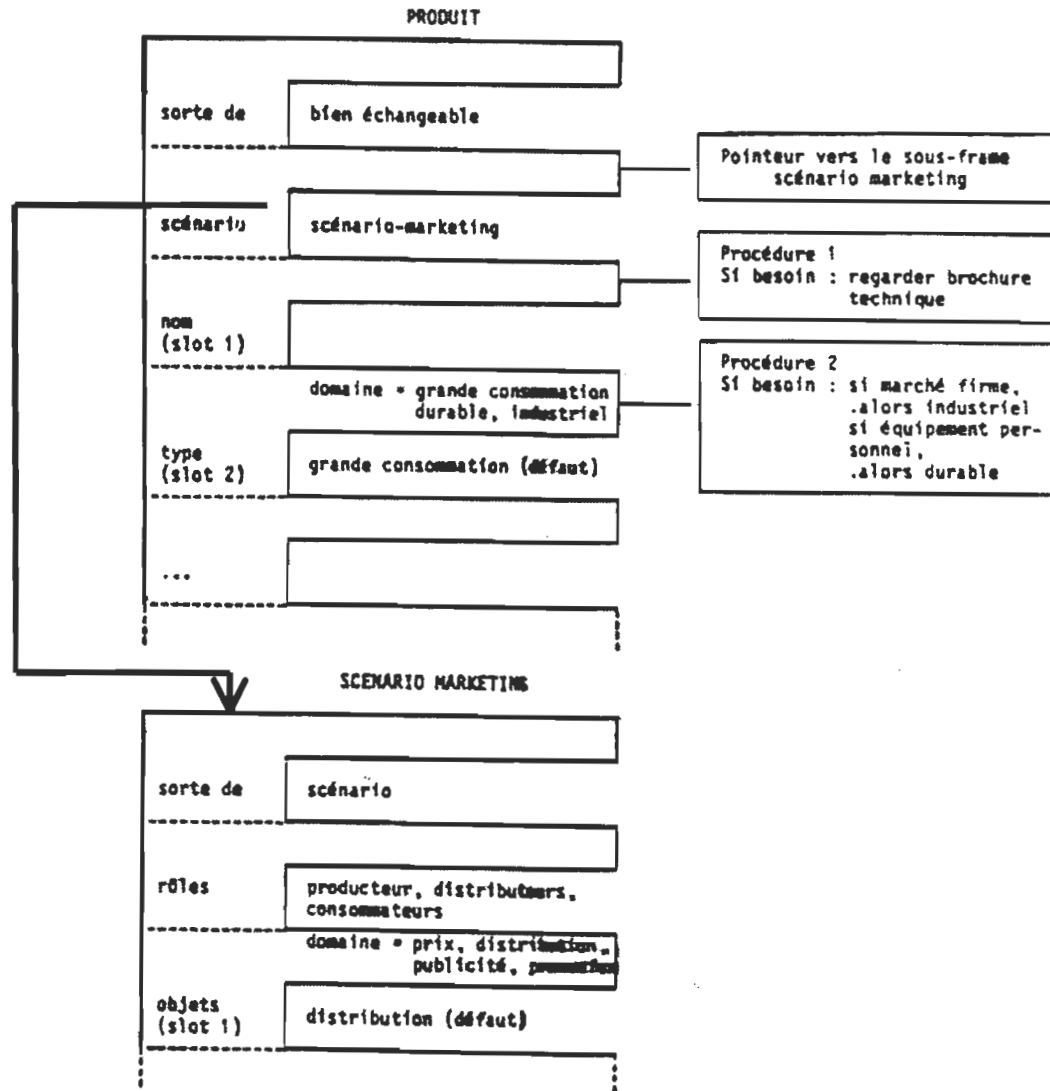 PRODUIT
sorte de
bien échangeable
Pointeur vers le sous-frame
scénario marketing
scénario
scénario-marketing
Procédure 1
Si besoin : regarder brochure
technique
nom
(slot 1)
domaine = grande consommation
durable, industriel
type
(slot 2)
grande consommation (défaut)
Procédure 2
Si besoin : si marché firme,
.alors industriel
si équipement per-
sonnel,
.alors durable
...
SCENARIO MARKETING
sorte de
scénario
rôles
producteur, distributeurs,
consommateurs
domaine = prix, distribution,
publicité,
objets
(slot 1)
distribution (défaut)